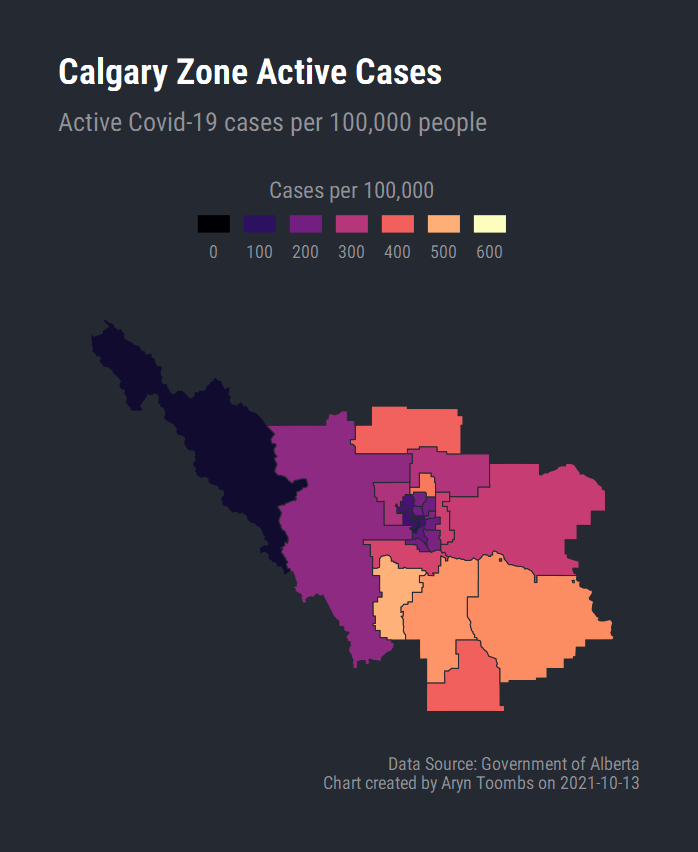 Calgary Zone Active Cases
Active Covid-19 cases per 100,000 people
Cases per 100,000
0 100 200 300 400 500 600
Data Source: Government of Alberta
Chart created by Aryn Toombs on 2021-10-13